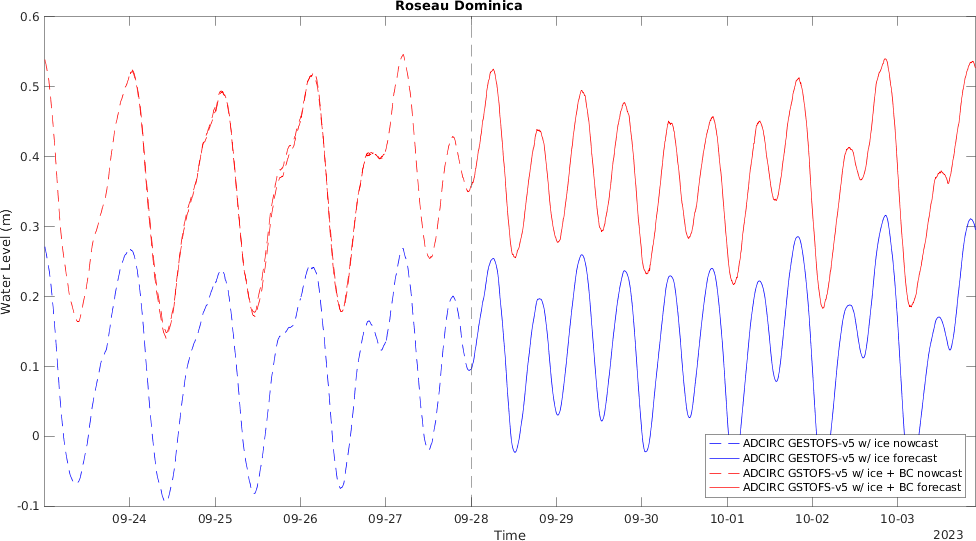 Roseau Dominica
0.6
0.5
0.4
0.3
0.2
0.1
0
-0.1
Water Level (m)
ADCIRC GESTOFS-v5 w/ ice nowcast
ADCIRC GESTOFS-v5 w/ ice forecast
ADCIRC GSTOFS-v5 w/ ice + BC nowcast
ADCIRC GSTOFS-v5 w/ ice + BC forecast
09-24 09-25 09-26 09-27 09-28 09-29 09-30 10-01 10-02 10-03
Time
2023